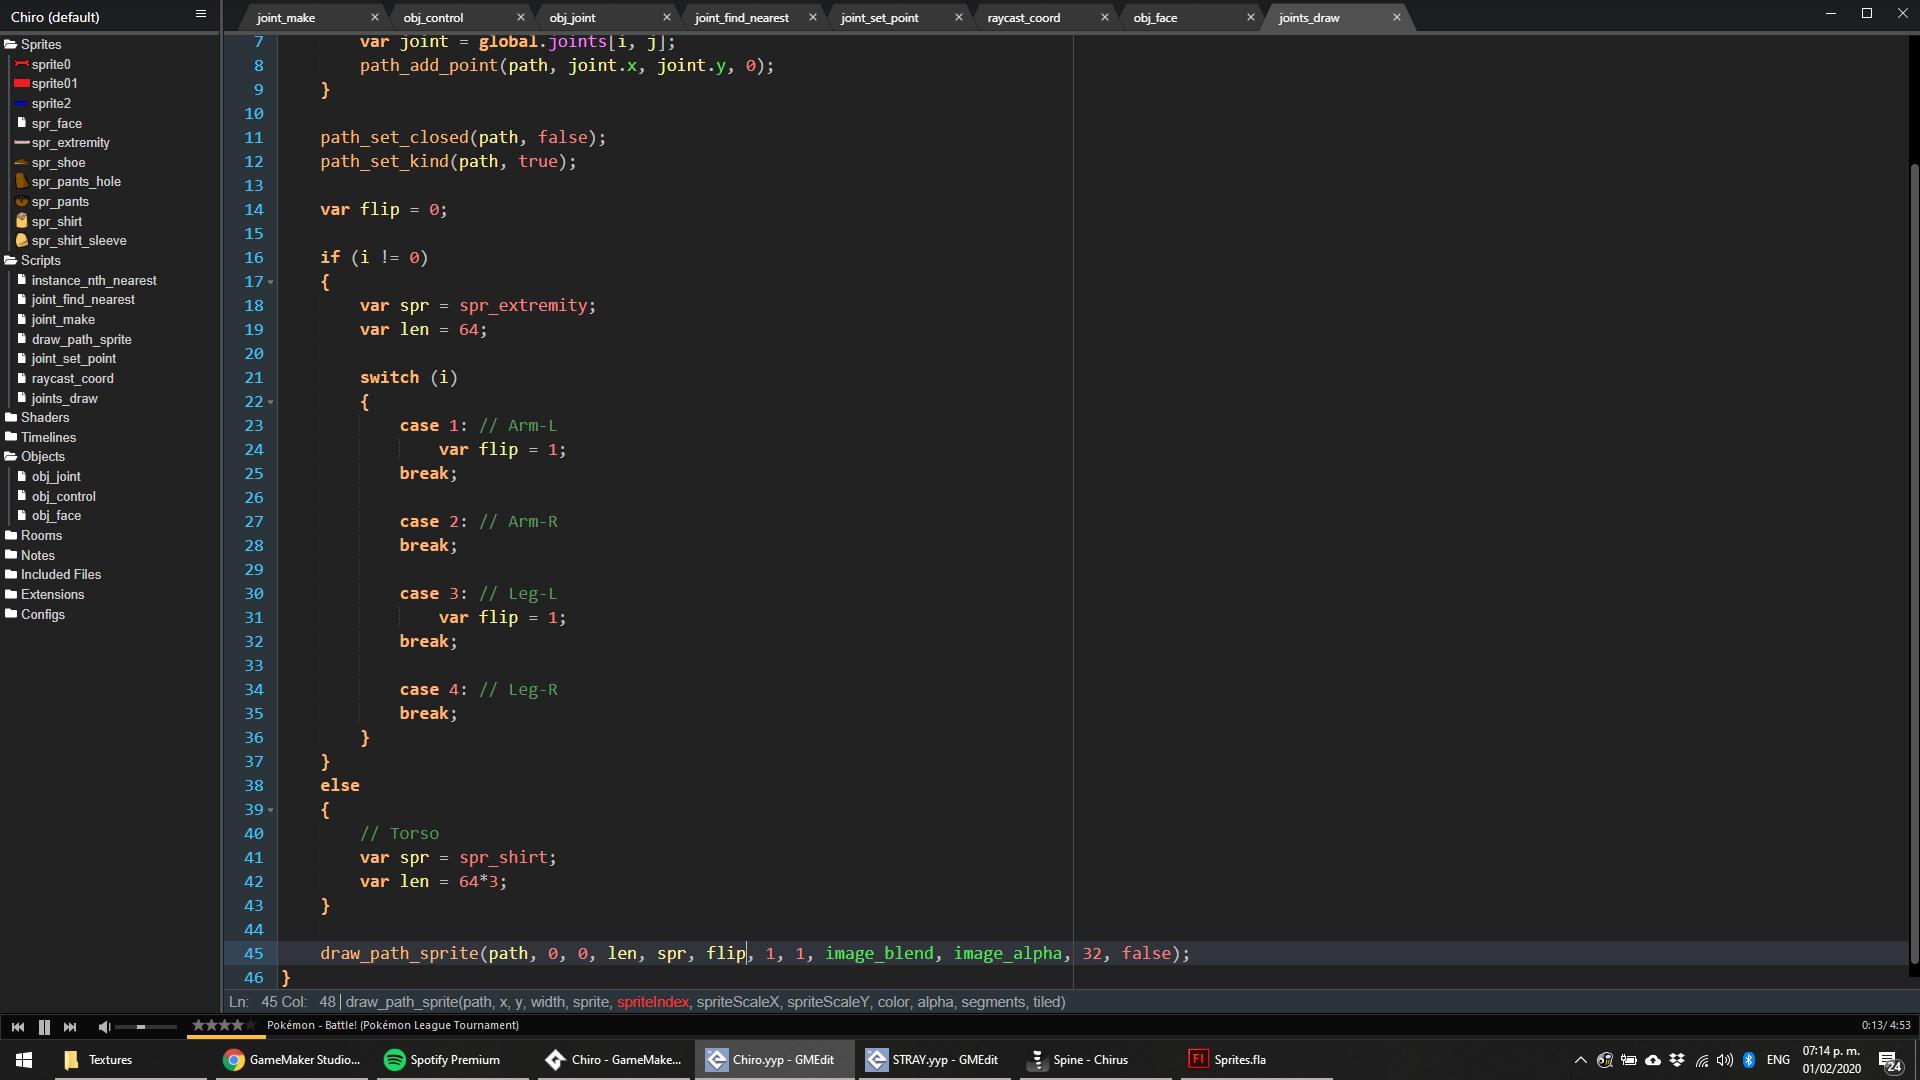 Chiro (default)
joint_make
obj_control
obj_joint
joint_find_nearest
joint_set_point
raycast_coord
obj_face
joints_draw
Sprites
sprite0
sprite01
sprite2
spr_face
spr_extremity
spr_shoe
spr_pants_hole
spr_pants
spr_shirt
spr_shirt_sleeve
Scripts
instance_nth_nearest
joint_find_nearest
joint_make
draw_path_sprite
joint_set_point
raycast_coord
joints_draw
Shaders
Timelines
Objects
obj_joint
obj_control
obj_face
Rooms
Notes
Included Files
Extensions
Configs
7 var joint = global.joints[i, j];
8 path_add_point(path, joint.x, joint.y, 0);
9 }
10
11 path_set_closed(path, false);
12 path_set_kind(path, true);
13
14 var flip = 0;
15
16 if (i != 0)
17 {
18 var spr = spr_extremity;
19 var len = 64;
20
21 switch (i)
22 {
23 case 1: // Arm-L
24 var flip = 1;
25 break;
26
27 case 2: // Arm-R
28 break;
29
30 case 3: // Leg-L
31 var flip = 1;
32 break;
33
34 case 4: // Leg-R
35 break;
36 }
37 }
38 else
39 {
40 // Torso
41 var spr = spr_shirt;
42 var len = 64*3;
43 }
44
45 draw_path_sprite(path, 0, 0, len, spr, flip, 1, 1, image_blend, image_alpha, 32, false);
46 }
Ln: 45 Col: 48 draw_path_sprite(path, x, y, width, sprite, spriteIndex, spriteScaleX, spriteScaleY, color, alpha, segments, tiled)
Pokémon - Battle! (Pokémon League Tournament)
0:13/ 4:53
Textures
GameMaker Studio...
Spotify Premium
Chiro - GameMake...
Chiro.yyp - GMEdit
STRAY.yyp - GMEdit
Spine - Chirus
Fl
Sprites.fla
ENG
07:14 p. m.
01/02/2020
24